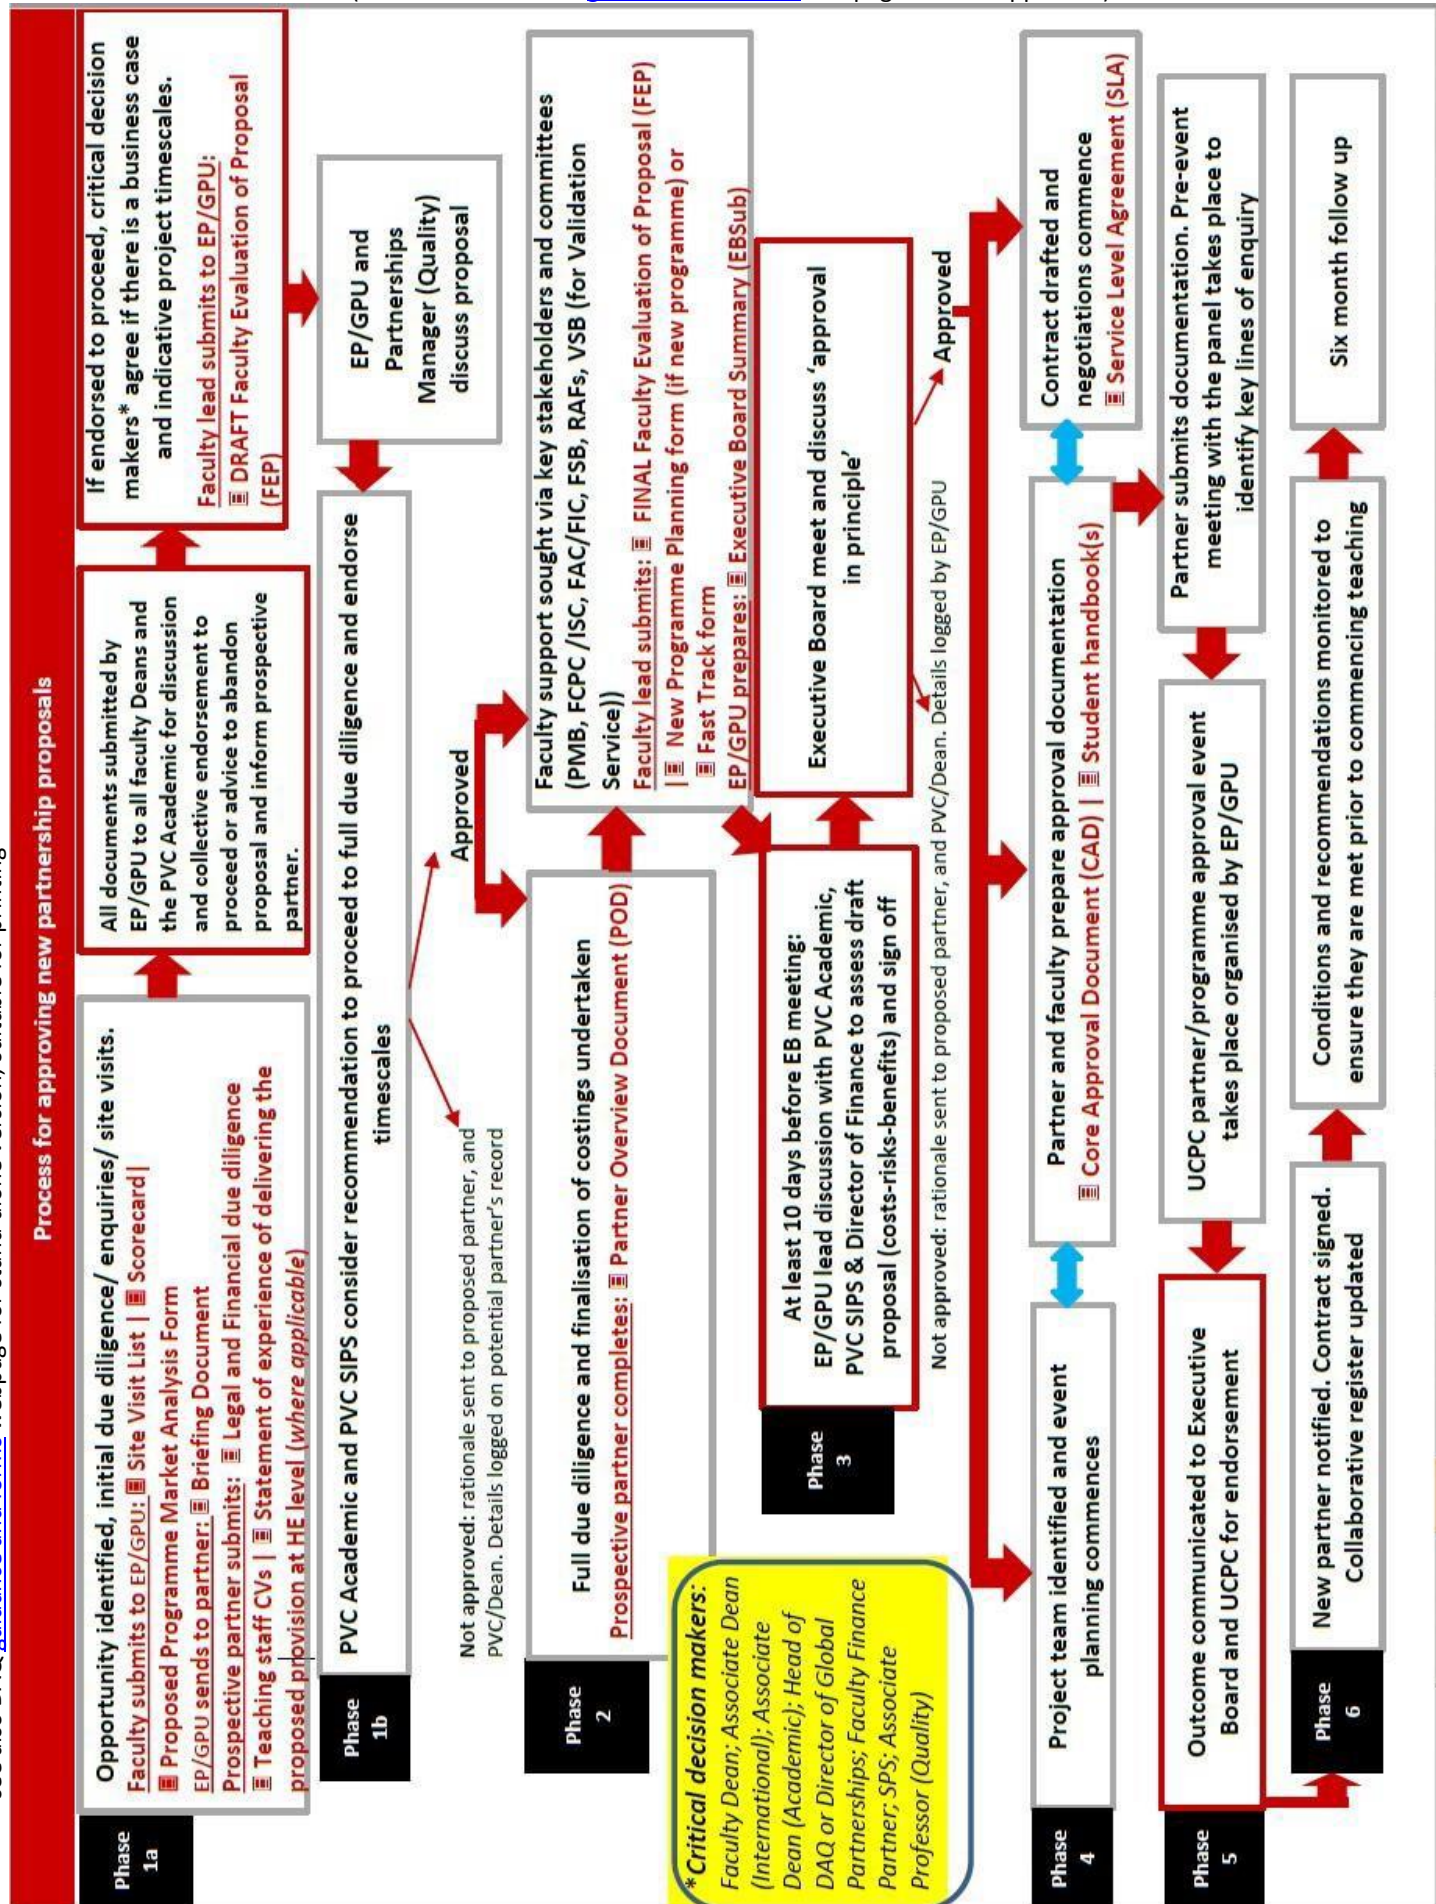 Process for approving new partnership proposals
Phase
1a
Opportunity identified, initial due diligence/ enquiries/ site visits.
Faculty submits to EP/GPU: Site Visit List | Scorecard|
Proposed Programme Market Analysis Form
EP/GPU sends to partner: Briefing Document
Prospective partner submits: Legal and Financial due diligence
Teaching staff CVs | Statement of experience of delivering the
proposed provision at HE level (where applicable)
All documents submitted by
EP/GPU to all faculty Deans and
the PVC Academic for discussion
and collective endorsement to
proceed or advice to abandon
proposal and inform prospective
partner.
If endorsed to proceed, critical decision
makers* agree if there is a business case
and indicative project timescales.
Faculty lead submits to EP/GPU:
DRAFT Faculty Evaluation of Proposal
(FEP)
EP/GPU and
Partnerships
Manager (Quality)
discuss proposal
Phase
1b
PVC Academic and PVC SIPS consider recommendation to proceed to full due diligence and endorse
timescales
Not approved: rationale sent to proposed partner, and
PVC/Dean. Details logged on potential partner's record
Approved
Phase
2
Full due diligence and finalisation of costings undertaken
Prospective partner completes: Partner Overview Document (POD)
Faculty support sought via key stakeholders and committees
(PMB, FCPC /ISC, FAC/FIC, FSB, RAFs, VSB (for Validation
Service))
Faculty lead submits: FINAL Faculty Evaluation of Proposal (FEP)
| New Programme Planning form (if new programme) or
Fast Track form
EP/GPU prepares: Executive Board Summary (EBSub)
*Critical decision makers:
Faculty Dean; Associate Dean
(International); Associate
Dean (Academic); Head of
DAQ or Director of Global
Partnerships; Faculty Finance
Partner; SPS; Associate
Professor (Quality)
Phase
3
At least 10 days before EB meeting:
EP/GPU lead discussion with PVC Academic,
PVC SIPS & Director of Finance to assess draft
proposal (costs-risks-benefits) and sign off
Executive Board meet and discuss 'approval
in principle'
Not approved: rationale sent to proposed partner, and PVC/Dean. Details logged by EP/GPU
Approved
Phase
4
Project team identified and event
planning commences
Partner and faculty prepare approval documentation
Core Approval Document (CAD) | Student handbook(s)
Contract drafted and
negotiations commence
Service Level Agreement (SLA)
Partner submits documentation. Pre-event
meeting with the panel takes place to
identify key lines of enquiry
UCPC partner/programme approval event
takes place organised by EP/GPU
Phase
5
Outcome communicated to Executive
Board and UCPC for endorsement
Phase
6
New partner notified. Contract signed.
Collaborative register updated
Conditions and recommendations monitored to
ensure they are met prior to commencing teaching
Six month follow up